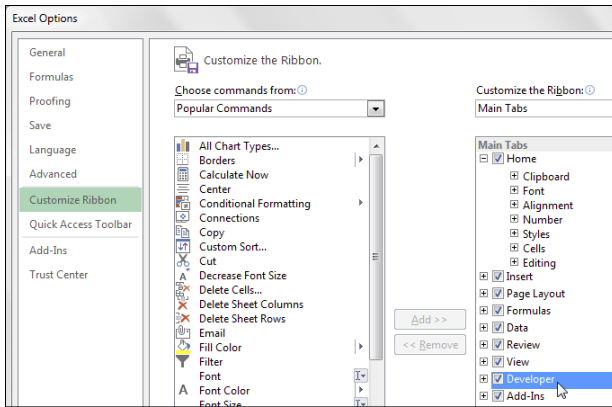 Excel Options
General
Formulas
Proofing
Save
Language
Advanced
Customize Ribbon
Quick Access Toolbar
Add-Ins
Trust Center
Customize the Ribbon.
Choose commands from:
Popular Commands
All Chart Types...
Borders
Calculate Now
Center
Conditional Formatting
Connections
Copy
Custom Sort...
Cut
Decrease Font Size
Delete Cells...
Delete Sheet Columns
Delete Sheet Rows
Email
Fill Color
Filter
Font
Font Color
Font Size
Add >>
<< Remove
Customize the Ribbon:
Main Tabs
Main Tabs
Home
Clipboard
Font
Alignment
Number
Styles
Cells
Editing
Insert
Page Layout
Formulas
Data
Review
View
Developer
Add-Ins